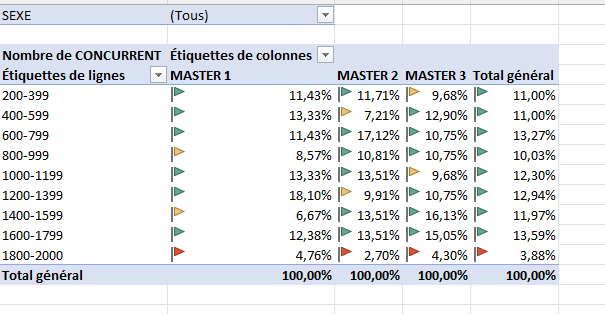 SEXE (Tous)
Nombre de CONCURRENT Étiquettes de colonnes
Étiquettes de lignes MASTER 1 MASTER 2 MASTER 3 Total général
200-399 11,43% 11,71% 9,68% 11,00%
400-599 13,33% 7,21% 12,90% 11,00%
600-799 11,43% 17,12% 10,75% 13,27%
800-999 8,57% 10,81% 10,75% 10,03%
1000-1199 13,33% 13,51% 9,68% 12,30%
1200-1399 18,10% 9,91% 10,75% 12,94%
1400-1599 6,67% 13,51% 16,13% 11,97%
1600-1799 12,38% 13,51% 15,05% 13,59%
1800-2000 4,76% 2,70% 4,30% 3,88%
Total général 100,00% 100,00% 100,00% 100,00%